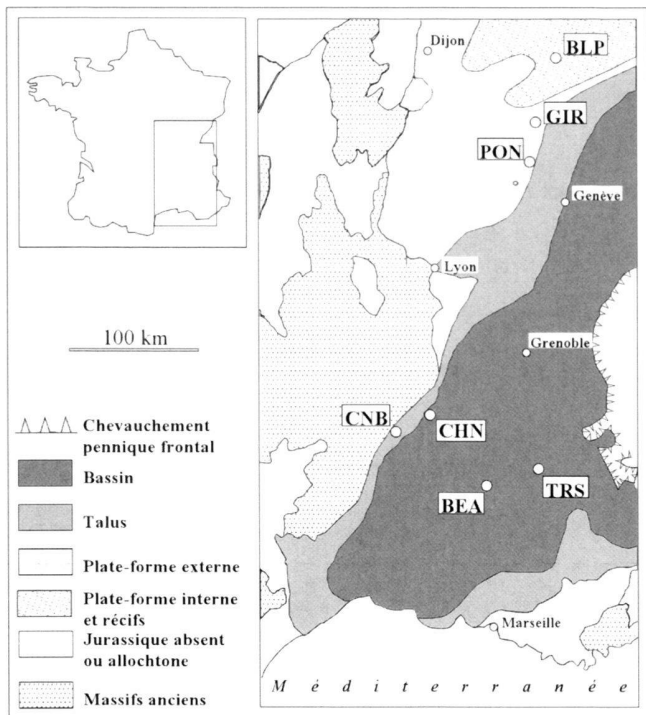 Dijon
BLP
GIR
PON
Genève
Lyon
100 km
Grenoble
CNB
CHN
Chevauchement
pennique frontal
Bassin
BEA
TRS
Talus
Plate-forme externe
Plate-forme interne
et récifs
Jurassique absent
ou allochtone
Marseille
Massifs anciens
Méditerranée